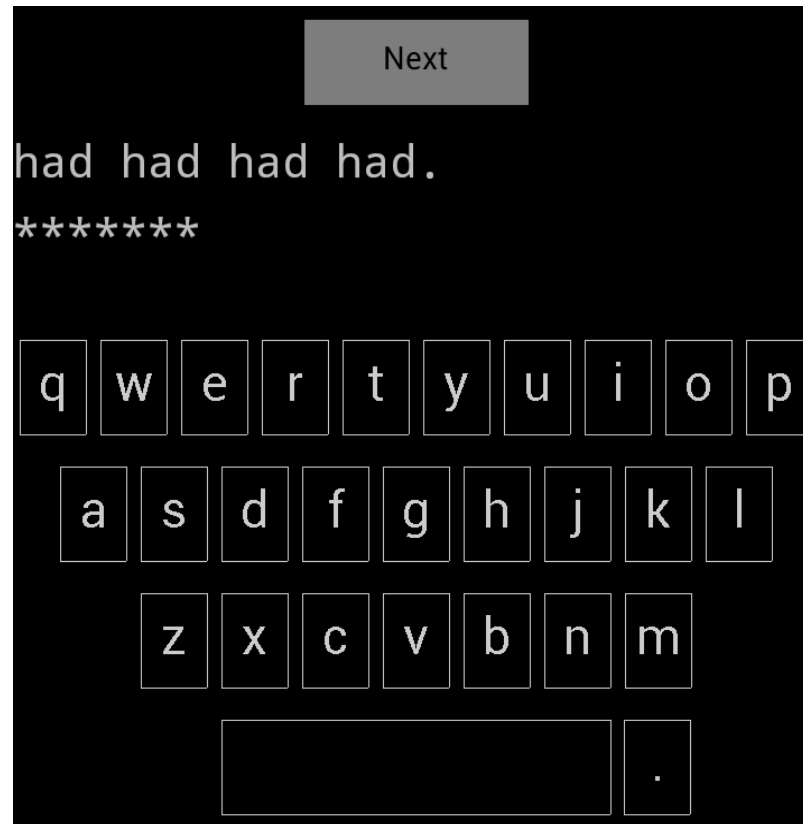 Next
had had had had.
*******
q w e r t y u i o p
a s d f g h j k l
z x c v b n m
.